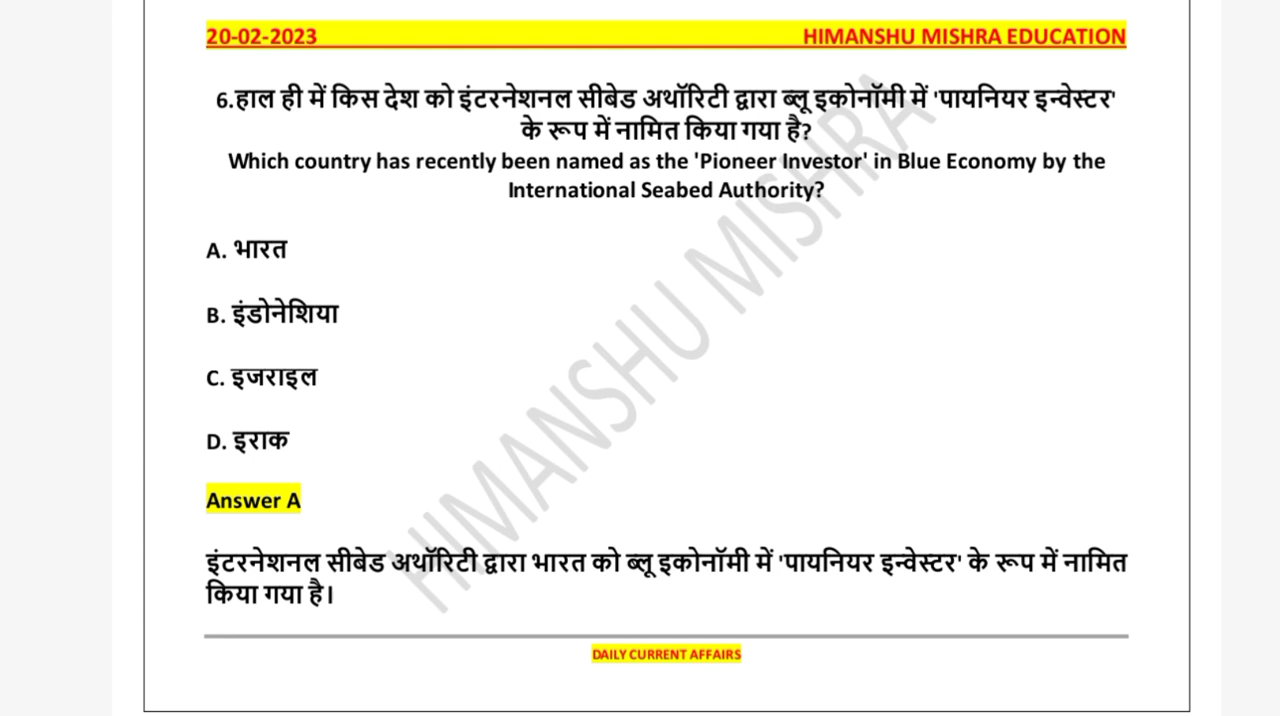 20-02-2023 HIMANSHU MISHRA EDUCATION
6.हाल ही में किस देश को इंटरनेशनल सीबेड अथॉरिटी द्वारा ब्लू इकोनॉमी में 'पायनियर इन्वेस्टर'
के रूप में नामित किया गया है?
Which country has recently been named as the 'Pioneer Investor' in Blue Economy by the
International Seabed Authority?
A. भारत
B. इंडोनेशिया
C. इजराइल
D. इराक
Answer A
इंटरनेशनल सीबेड अथॉरिटी द्वारा भारत को ब्लू इकोनॉमी में 'पायनियर इन्वेस्टर' के रूप में नामित
किया गया है।
DAILY CURRENT AFFAIRS
HIMANSHU MISHRA